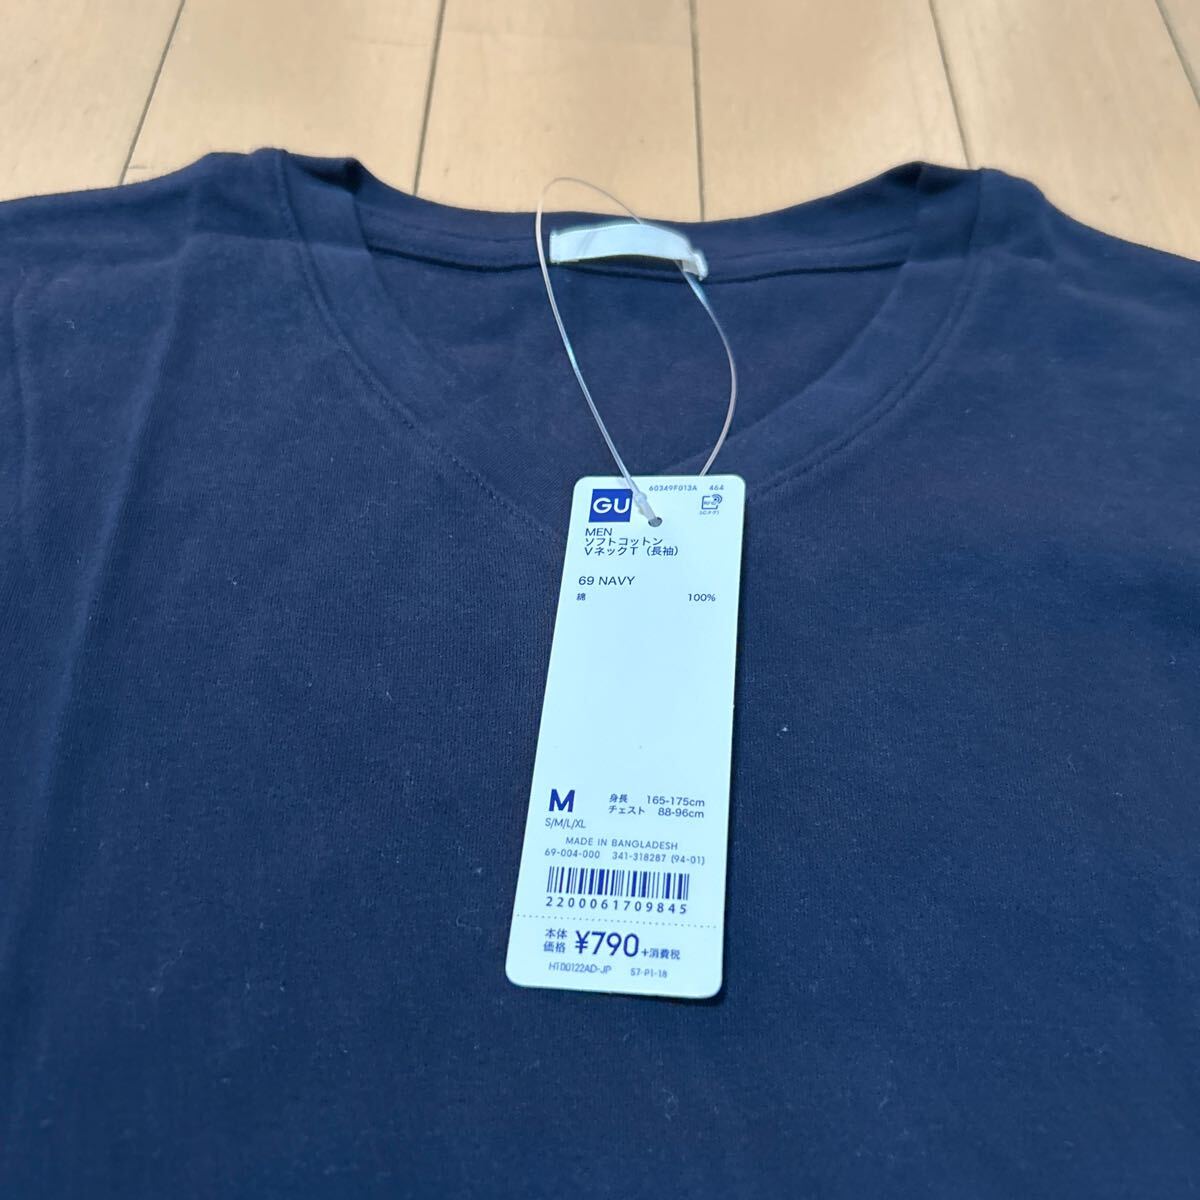 60349F013A 464
GU
MEN
ソフトコットン
VネックT(長袖)
69 NAVY
綿 100%
M 身長 165-175cm
チェスト 88-96cm
S/M/L/XL
MADE IN BANGLADESH
69-004-000 341-318287 (94-01)
2200061709845
本体価格 ¥790+消費税
HT00122AD-JP 57-P1-18